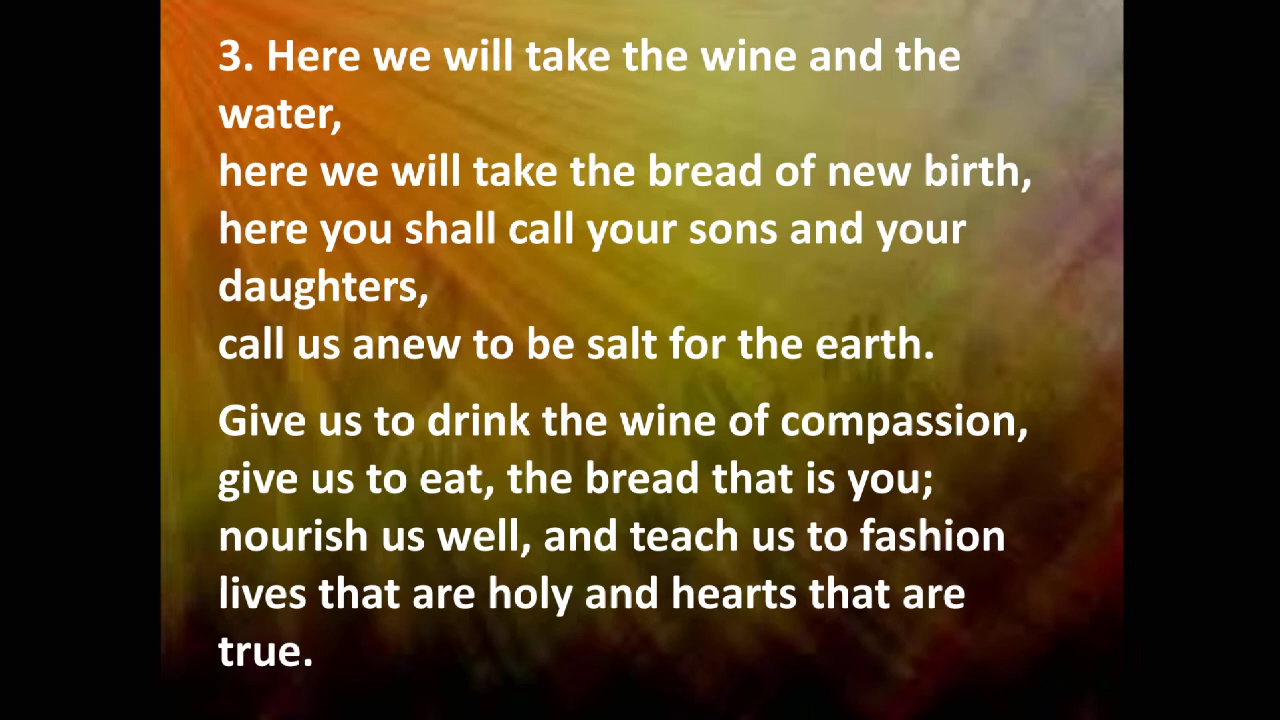 3. Here we will take the wine and the
water,
here we will take the bread of new birth,
here you shall call your sons and your
daughters,
call us anew to be salt for the earth.
Give us to drink the wine of compassion,
give us to eat, the bread that is you;
nourish us well, and teach us to fashion
lives that are holy and hearts that are
true.